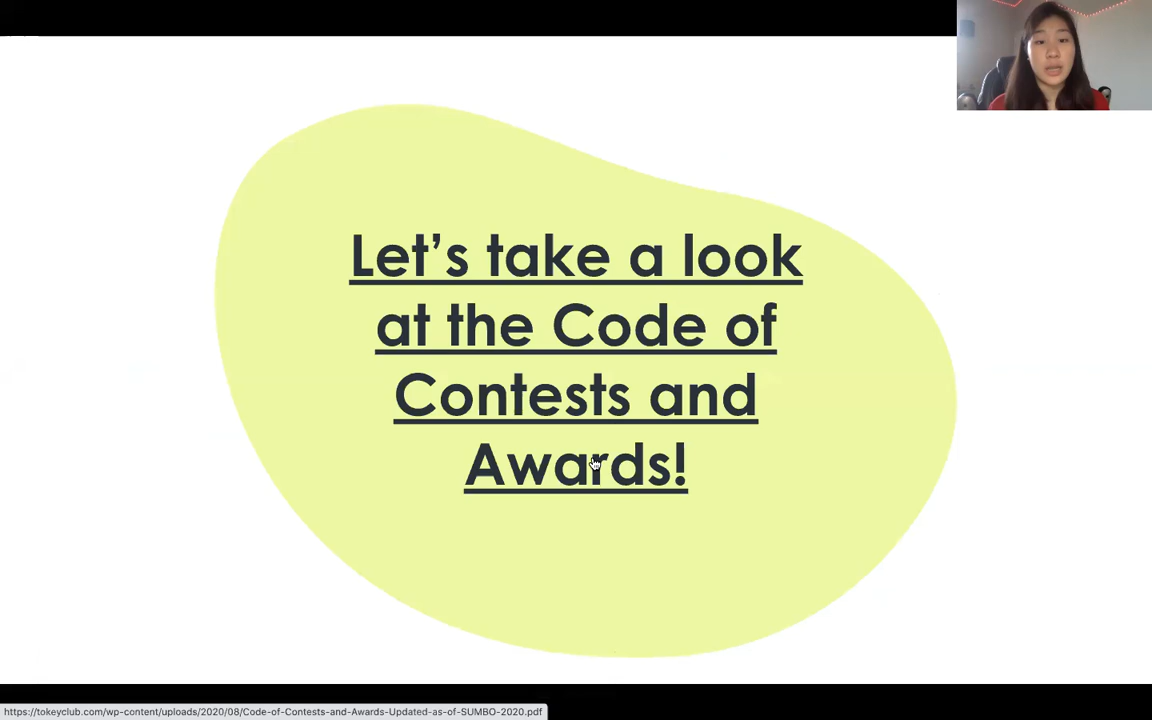 Let’s take a look
at the Code of
Contests and
Awards!
https://tokeyclub.com/wp-content/uploads/2020/08/Code-of-Contests-and-Awards-Updated-as-of-SUMBO-2020.pdf